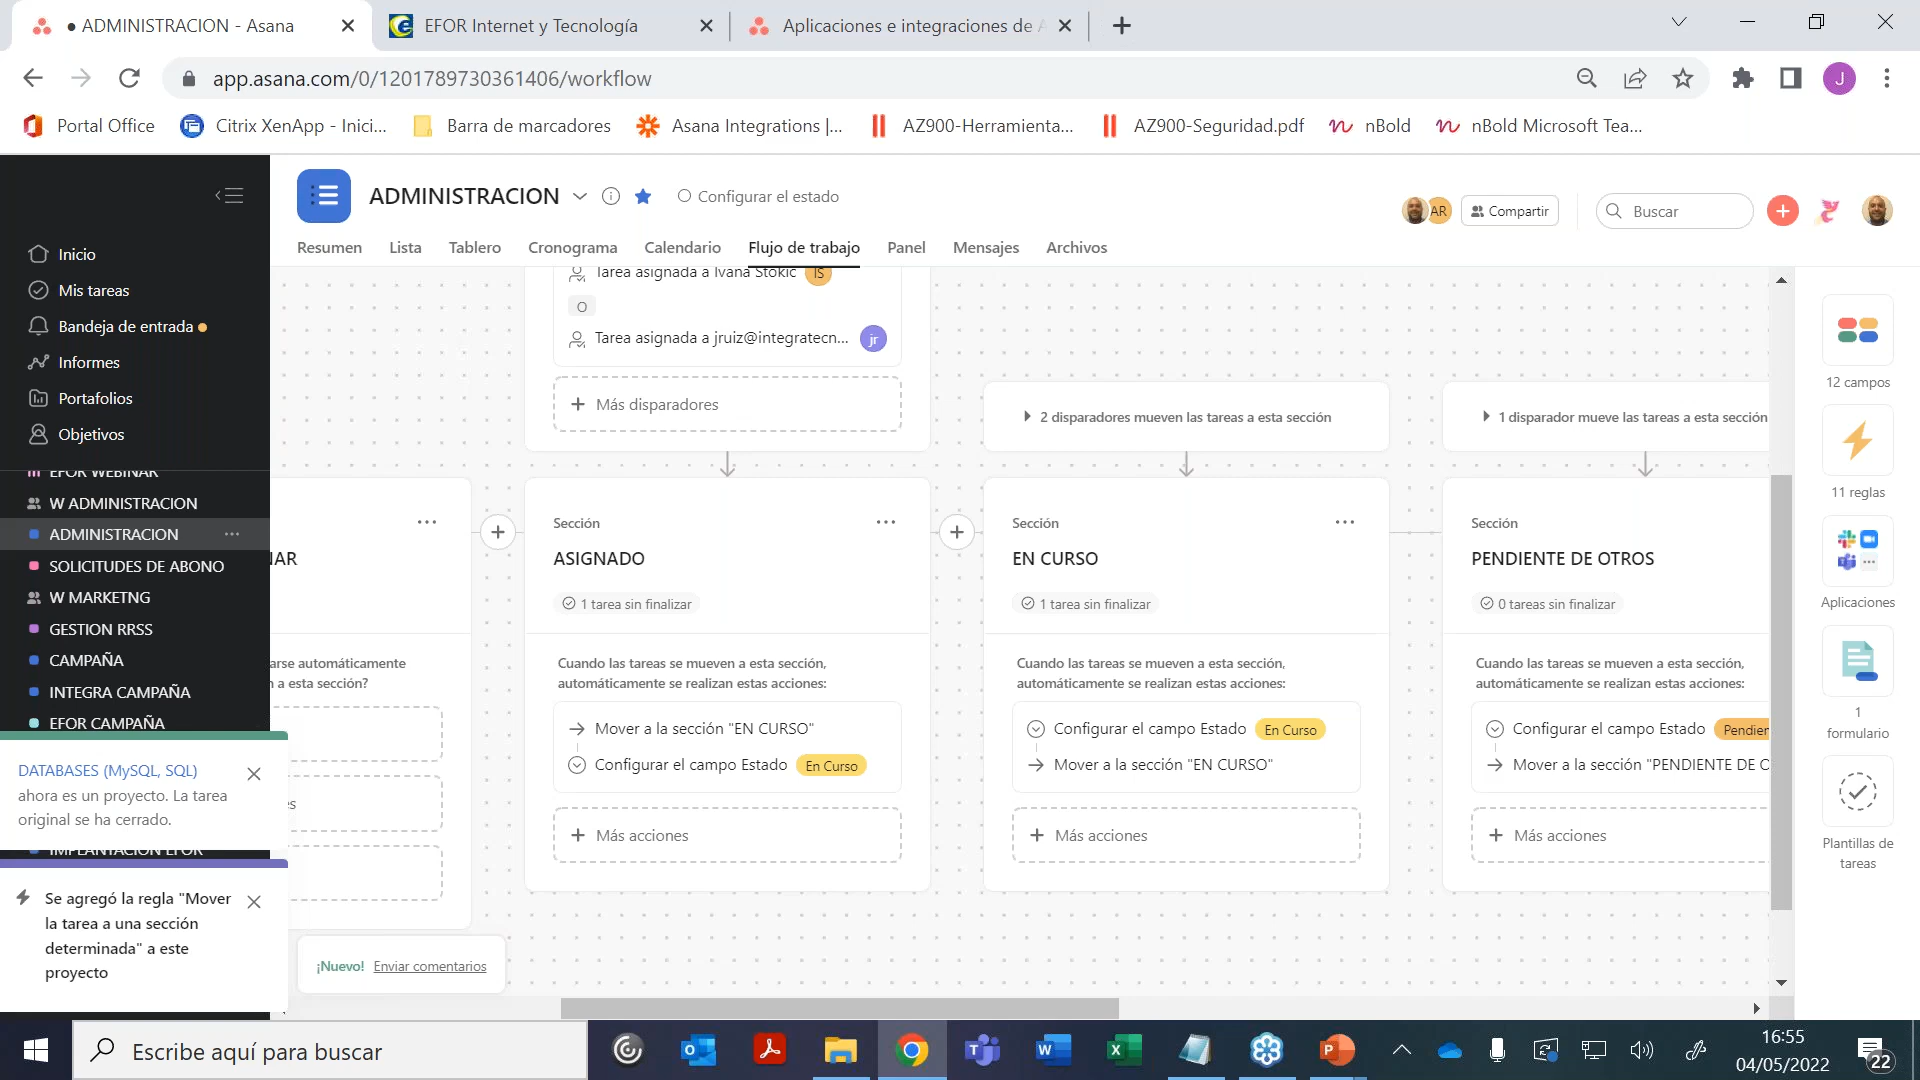 ● ADMINISTRACION - Asana
EFOR Internet y Tecnología
Aplicaciones e integraciones de A
app.asana.com/0/1201789730361406/workflow
J
Portal Office
Citrix XenApp - Inici...
Barra de marcadores
Asana Integrations |...
AZ900-Herramienta...
AZ900-Seguridad.pdf
nBold
nBold Microsoft Tea...
ADMINISTRACION
Configurar el estado
AR
Compartir
Buscar
Resumen
Lista
Tablero
Cronograma
Calendario
Flujo de trabajo
Panel
Mensajes
Archivos
Inicio
Mis tareas
Bandeja de entrada
Informes
Portafolios
Objetivos
EFOR WEBINAR
W ADMINISTRACION
ADMINISTRACION
SOLICITUDES DE ABONO
W MARKETNG
GESTION RRSS
CAMPAÑA
INTEGRA CAMPAÑA
EFOR CAMPAÑA
DATABASES (MySQL, SQL)
ahora es un proyecto. La tarea
original se ha cerrado.
IMPLANTACION EFOR
Se agregó la regla "Mover
la tarea a una sección
determinada" a este
proyecto
NAR
arse automáticamente
n a esta sección?
es
¡Nuevo! Enviar comentarios
Tarea asignada a Ivana Stokic IS
O
Tarea asignada a jruiz@integratecn... jr
Más disparadores
Sección
ASIGNADO
1 tarea sin finalizar
Cuando las tareas se mueven a esta sección,
automáticamente se realizan estas acciones:
Mover a la sección "EN CURSO"
Configurar el campo Estado En Curso
Más acciones
2 disparadores mueven las tareas a esta sección
Sección
EN CURSO
1 tarea sin finalizar
Cuando las tareas se mueven a esta sección,
automáticamente se realizan estas acciones:
Configurar el campo Estado En Curso
Mover a la sección "EN CURSO"
Más acciones
1 disparador mueve las tareas a esta sección
Sección
PENDIENTE DE OTROS
0 tareas sin finalizar
Cuando las tareas se mueven a esta sección,
automáticamente se realizan estas acciones:
Configurar el campo Estado Pendien
Mover a la sección "PENDIENTE DE O
Más acciones
12 campos
11 reglas
Aplicaciones
1
formulario
Plantillas de
tareas
Escribe aquí para buscar
16:55
04/05/2022
22